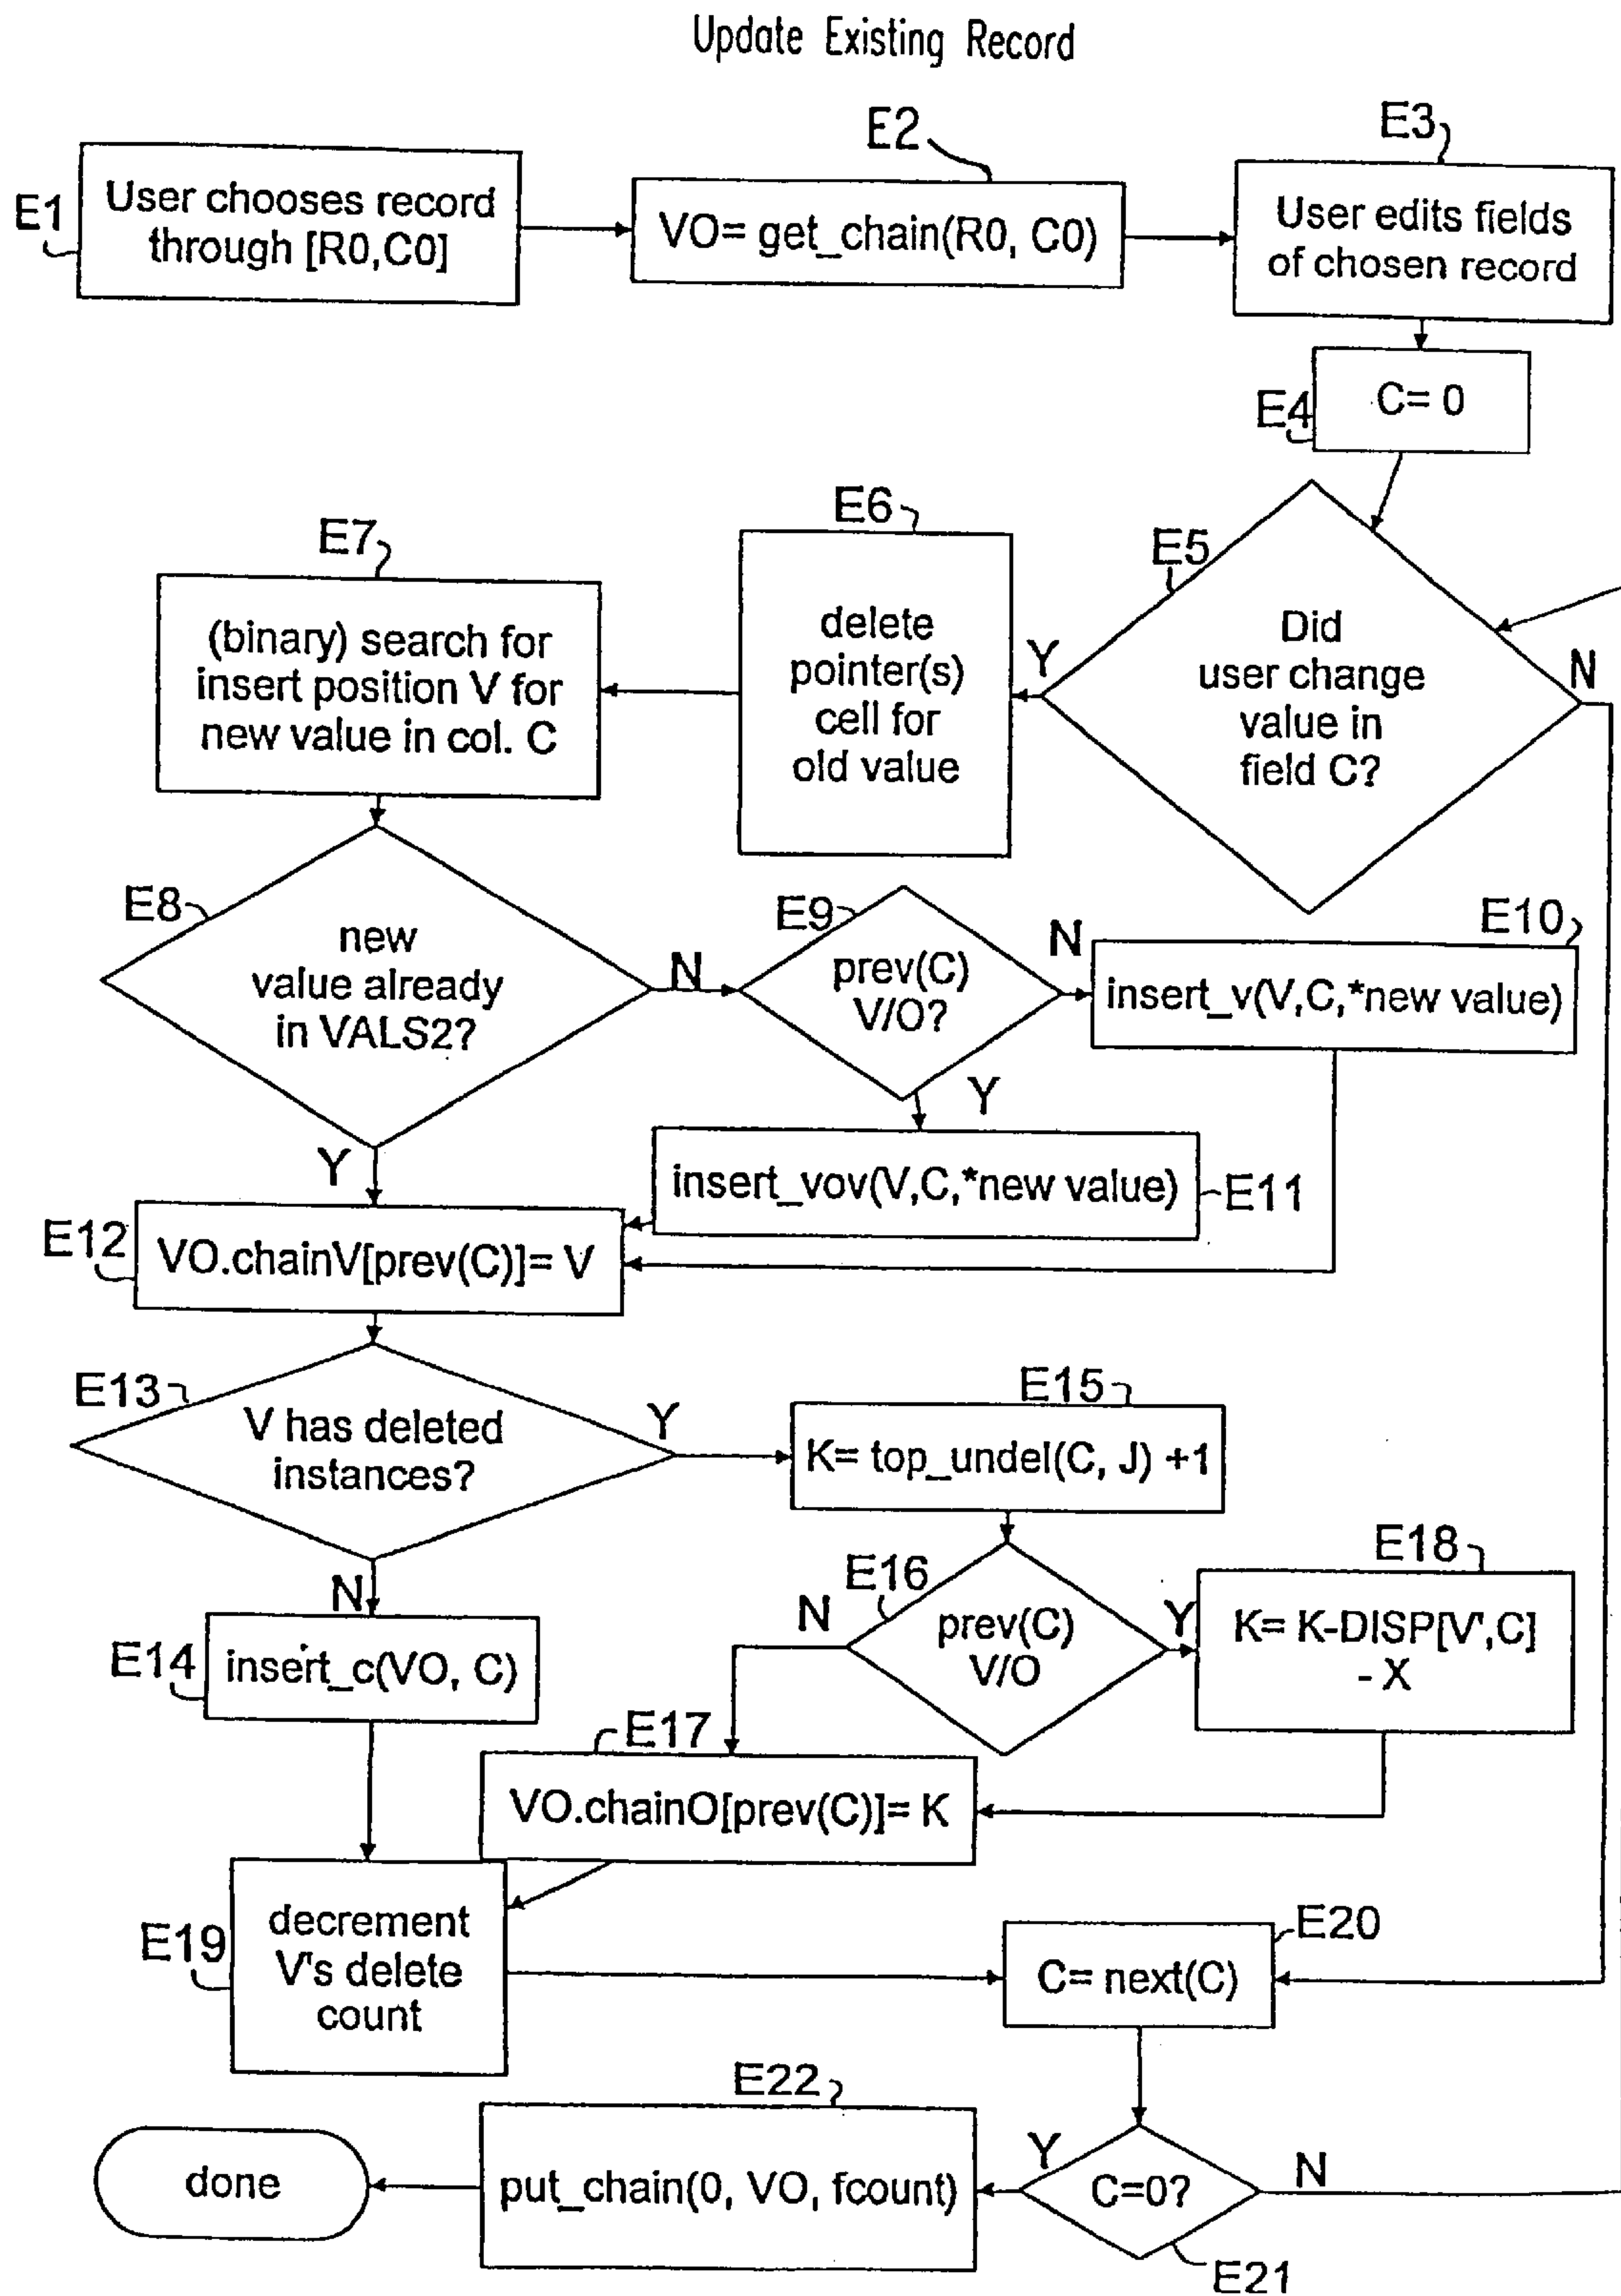 Update Existing Record
E1
User chooses record
through [R0,C0]
E2
VO= get_chain(R0, C0)
E3
User edits fields
of chosen record
E4
C= 0
E5
Did
user change
value in
field C?
Y
N
E6
delete
pointer(s)
cell for
old value
E7
(binary) search for
insert position V for
new value in col. C
E8
new
value already
in VALS2?
N
Y
E9
prev(C)
V/O?
N
Y
E10
insert_v(V,C,*new value)
insert_vov(V,C,*new value)
E11
E12
VO.chainV[prev(C)]= V
E13
V has deleted
instances?
Y
N
E14
insert_c(VO, C)
E15
K= top_undel(C, J) +1
E16
prev(C)
V/O
N
Y
E18
K= K-DISP[V',C]
- X
E17
VO.chainO[prev(C)]= K
E19
decrement
V's delete
count
E20
C= next(C)
E21
C=0?
Y
N
E22
put_chain(0, VO, fcount)
done